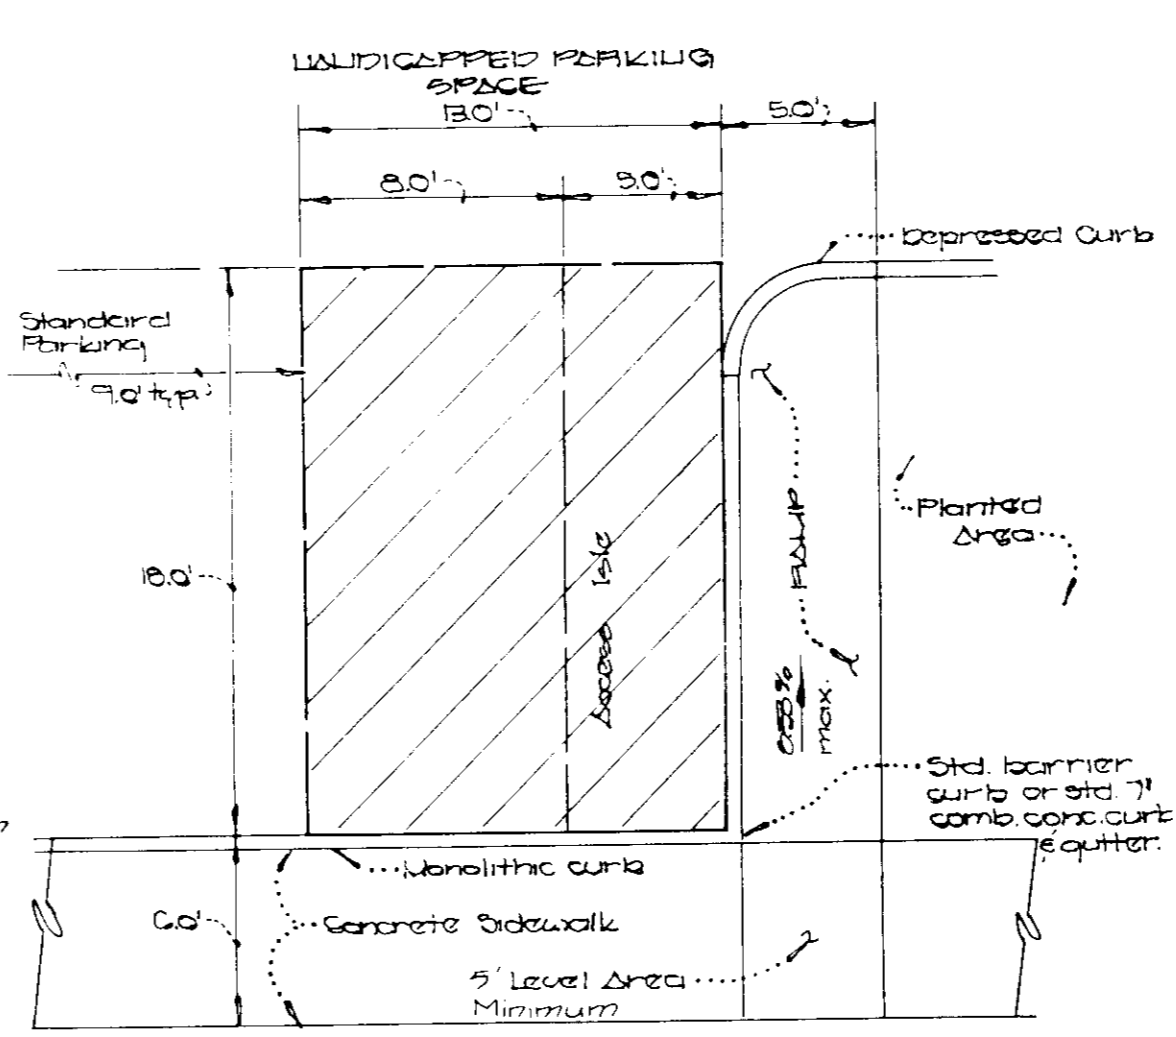 HANDICAPPED PARKING
SPACE
13.0'
5.0'
8.0'
5.0'
Depressed Curb
Standard
Parking
9.0' typ.
Planted
Area
RAMP
18.0'
Access Isle
8.33%
max.
Std. barrier
curb or std. 7"
comb. conc. curb
& gutter.
Monolithic curb
6.0'
Concrete Sidewalk
5' Level Area
Minimum